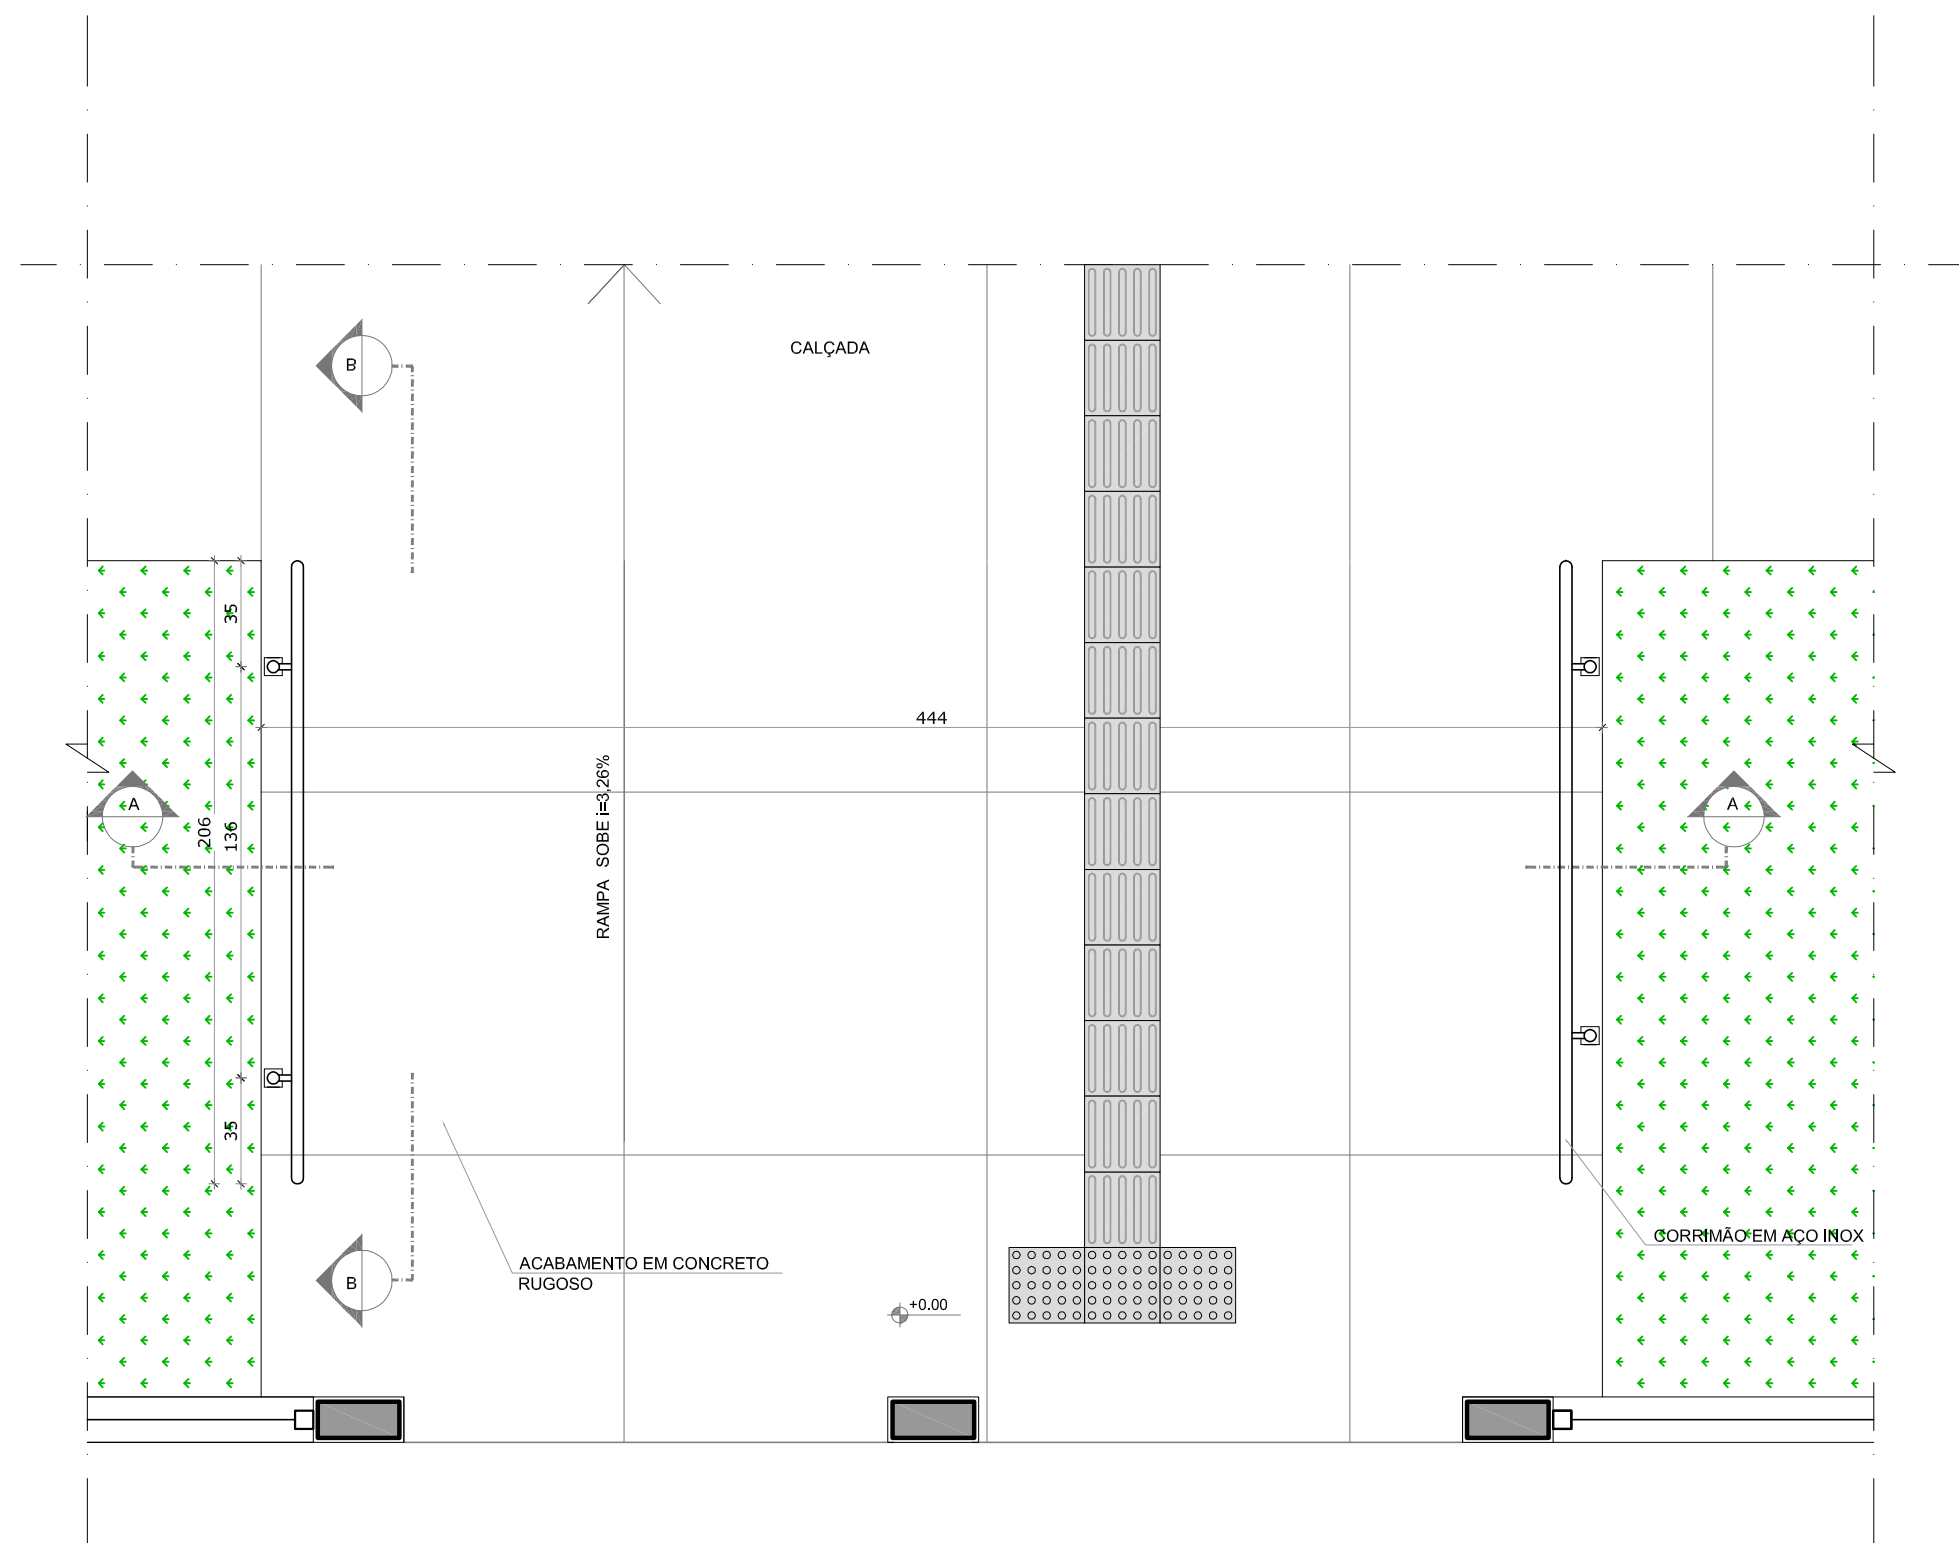 B
CALÇADA
35
444
RAMPA  SOBE i=3,26%
A
A
206
136
35
CORRIMÃO EM AÇO INOX
ACABAMENTO EM CONCRETO
RUGOSO
B
+0.00